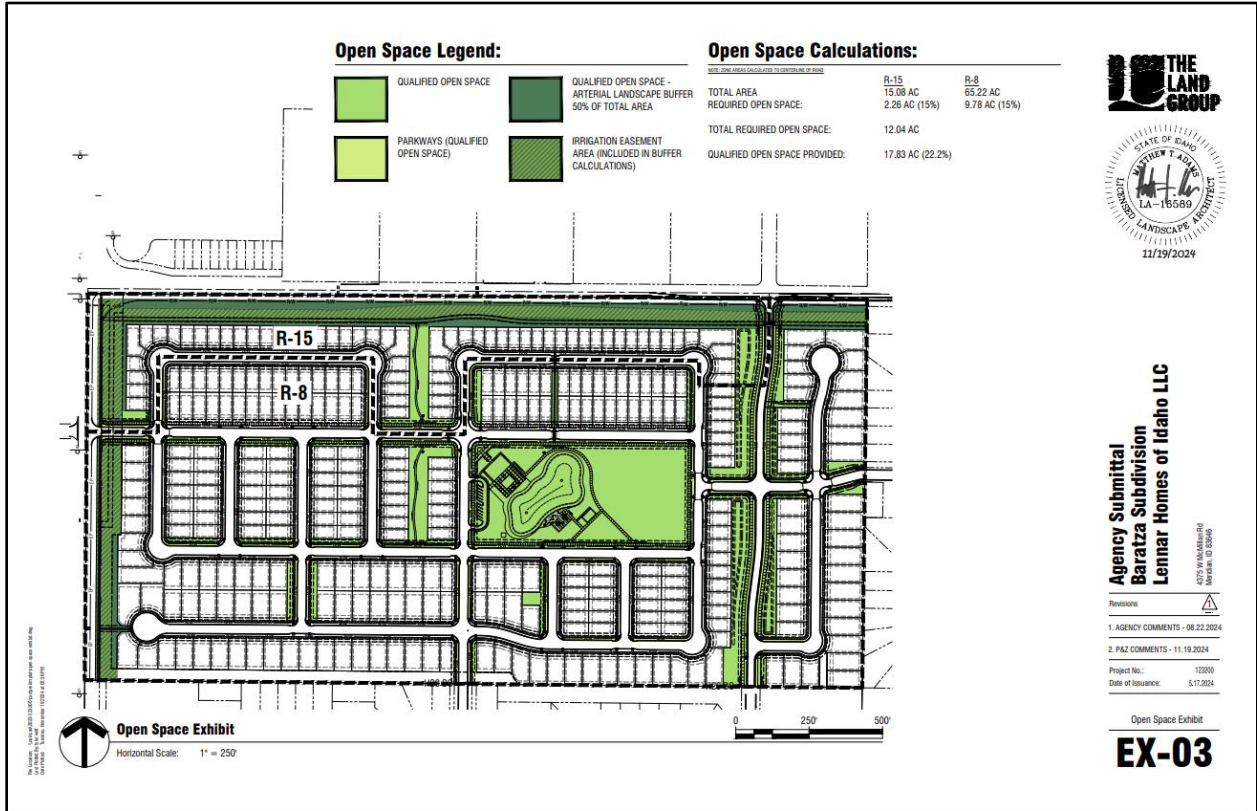 Open Space Legend:
QUALIFIED OPEN SPACE
QUALIFIED OPEN SPACE -
ARTERIAL LANDSCAPE BUFFER
50% OF TOTAL AREA
PARKWAYS (QUALIFIED
OPEN SPACE)
IRRIGATION EASEMENT
AREA (INCLUDED IN BUFFER
CALCULATIONS)
Open Space Calculations:
NOTE: ZONE AREAS CALCULATED TO CENTERLINE OF ROAD
R-15 R-8
TOTAL AREA 15.08 AC 65.22 AC
REQUIRED OPEN SPACE: 2.26 AC (15%) 9.78 AC (15%)
TOTAL REQUIRED OPEN SPACE: 12.04 AC
QUALIFIED OPEN SPACE PROVIDED: 17.83 AC (22.2%)
THE
LAND
GROUP
STATE OF IDAHO
MATTHEW T. ADAMS
LA-16589
LICENSED LANDSCAPE ARCHITECT
11/19/2024
R-15
R-8
Agency Submittal
Baratza Subdivision
Lennar Homes of Idaho LLC
4375 W McMillan Rd
Meridian, ID 83646
Revisions 1
1. AGENCY COMMENTS - 08.22.2024
2. P&Z COMMENTS - 11.19.2024
Project No.: 123200
Date of Issuance: 5.17.2024
Open Space Exhibit
EX-03
Open Space Exhibit
Horizontal Scale: 1" = 250'
0 250' 500'